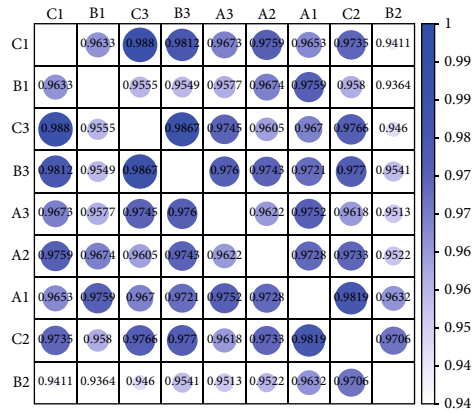 C1 B1 C3 B3 A3 A2 A1 C2 B2
C1 0.9633 0.988 0.9812 0.9673 0.9759 0.9653 0.9735 0.9411
B1 0.9633 0.9555 0.9549 0.9577 0.9674 0.9759 0.958 0.9364
C3 0.988 0.9555 0.9867 0.9745 0.9605 0.967 0.9766 0.946
B3 0.9812 0.9549 0.9867 0.976 0.9743 0.9721 0.977 0.9541
A3 0.9673 0.9577 0.9745 0.976 0.9622 0.9752 0.9618 0.9513
A2 0.9759 0.9674 0.9605 0.9743 0.9622 0.9728 0.9733 0.9522
A1 0.9653 0.9759 0.967 0.9721 0.9752 0.9728 0.9819 0.9632
C2 0.9735 0.958 0.9766 0.977 0.9618 0.9733 0.9819 0.9706
B2 0.9411 0.9364 0.946 0.9541 0.9513 0.9522 0.9632 0.9706
1
0.99
0.99
0.98
0.97
0.97
0.96
0.96
0.95
0.94
0.94